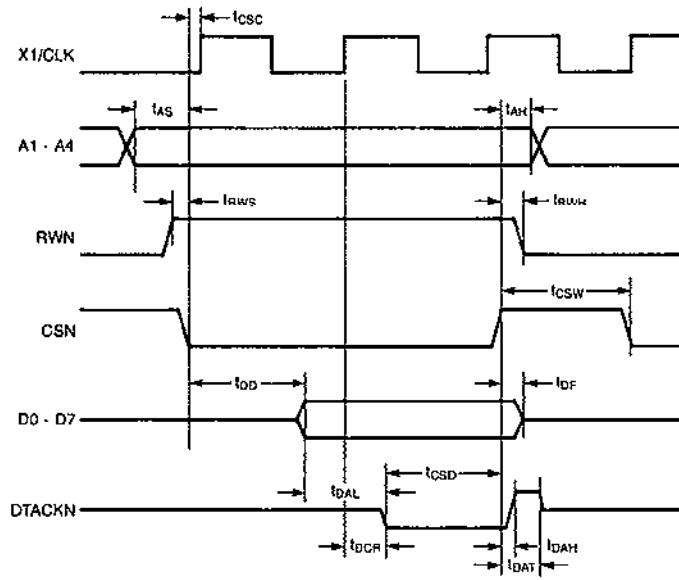 tCSC
X1/CLK
tAS
tAH
A1 - A4
tRWS
tRWH
RWN
tCSW
CSN
tDD
tDF
D0 - D7
tCSD
tDAL
DTACKN
tDCR
tDAH
tDAT